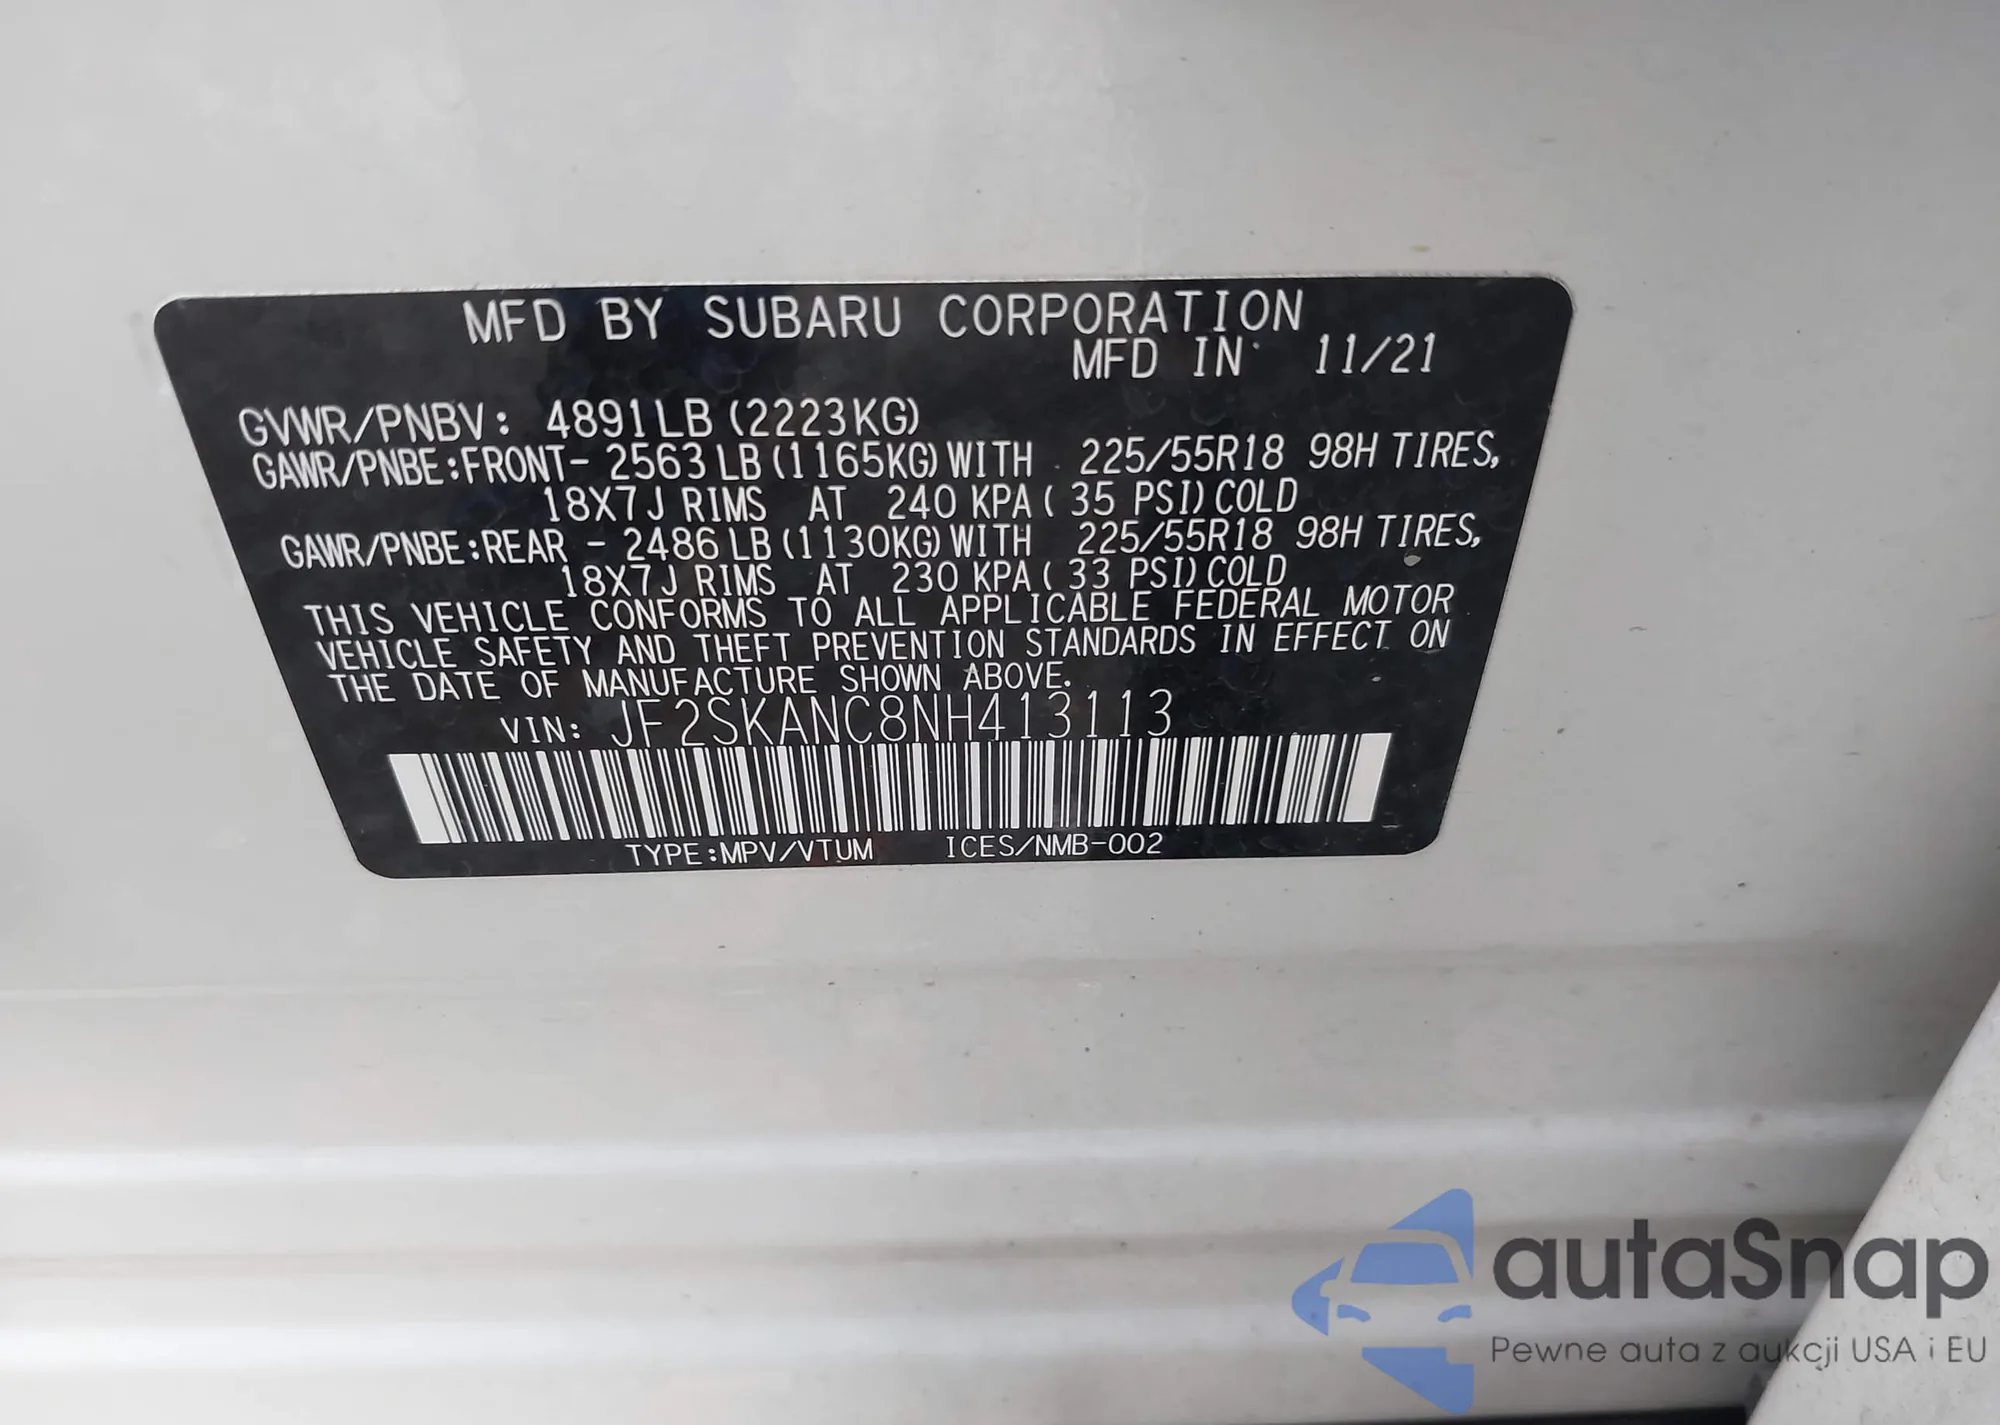 MFD BY SUBARU CORPORATION
MFD IN 11/21
GVWR/PNBV: 4891LB (2223KG)
GAWR/PNBE:FRONT- 2563LB(1165KG)WITH 225/55R18 98H TIRES,
18X7J RIMS AT 240 KPA( 35 PSI)COLD
GAWR/PNBE:REAR - 2486LB(1130KG)WITH 225/55R18 98H TIRES,
18X7J RIMS AT 230 KPA( 33 PSI)COLD
THIS VEHICLE CONFORMS TO ALL APPLICABLE FEDERAL MOTOR
VEHICLE SAFETY AND THEFT PREVENTION STANDARDS IN EFFECT ON
THE DATE OF MANUFACTURE SHOWN ABOVE.
VIN: JF2SKANC8NH413113
TYPE:MPV/VTUM ICES/NMB-002
autaSnap
Pewne auta z aukcji USA i EU